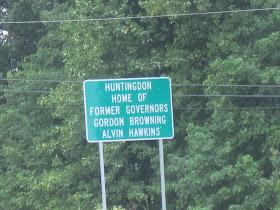 HUNTINGDON
HOME OF
FORMER GOVERNORS
GORDON BROWNING
"ALVIN HAWKINS"